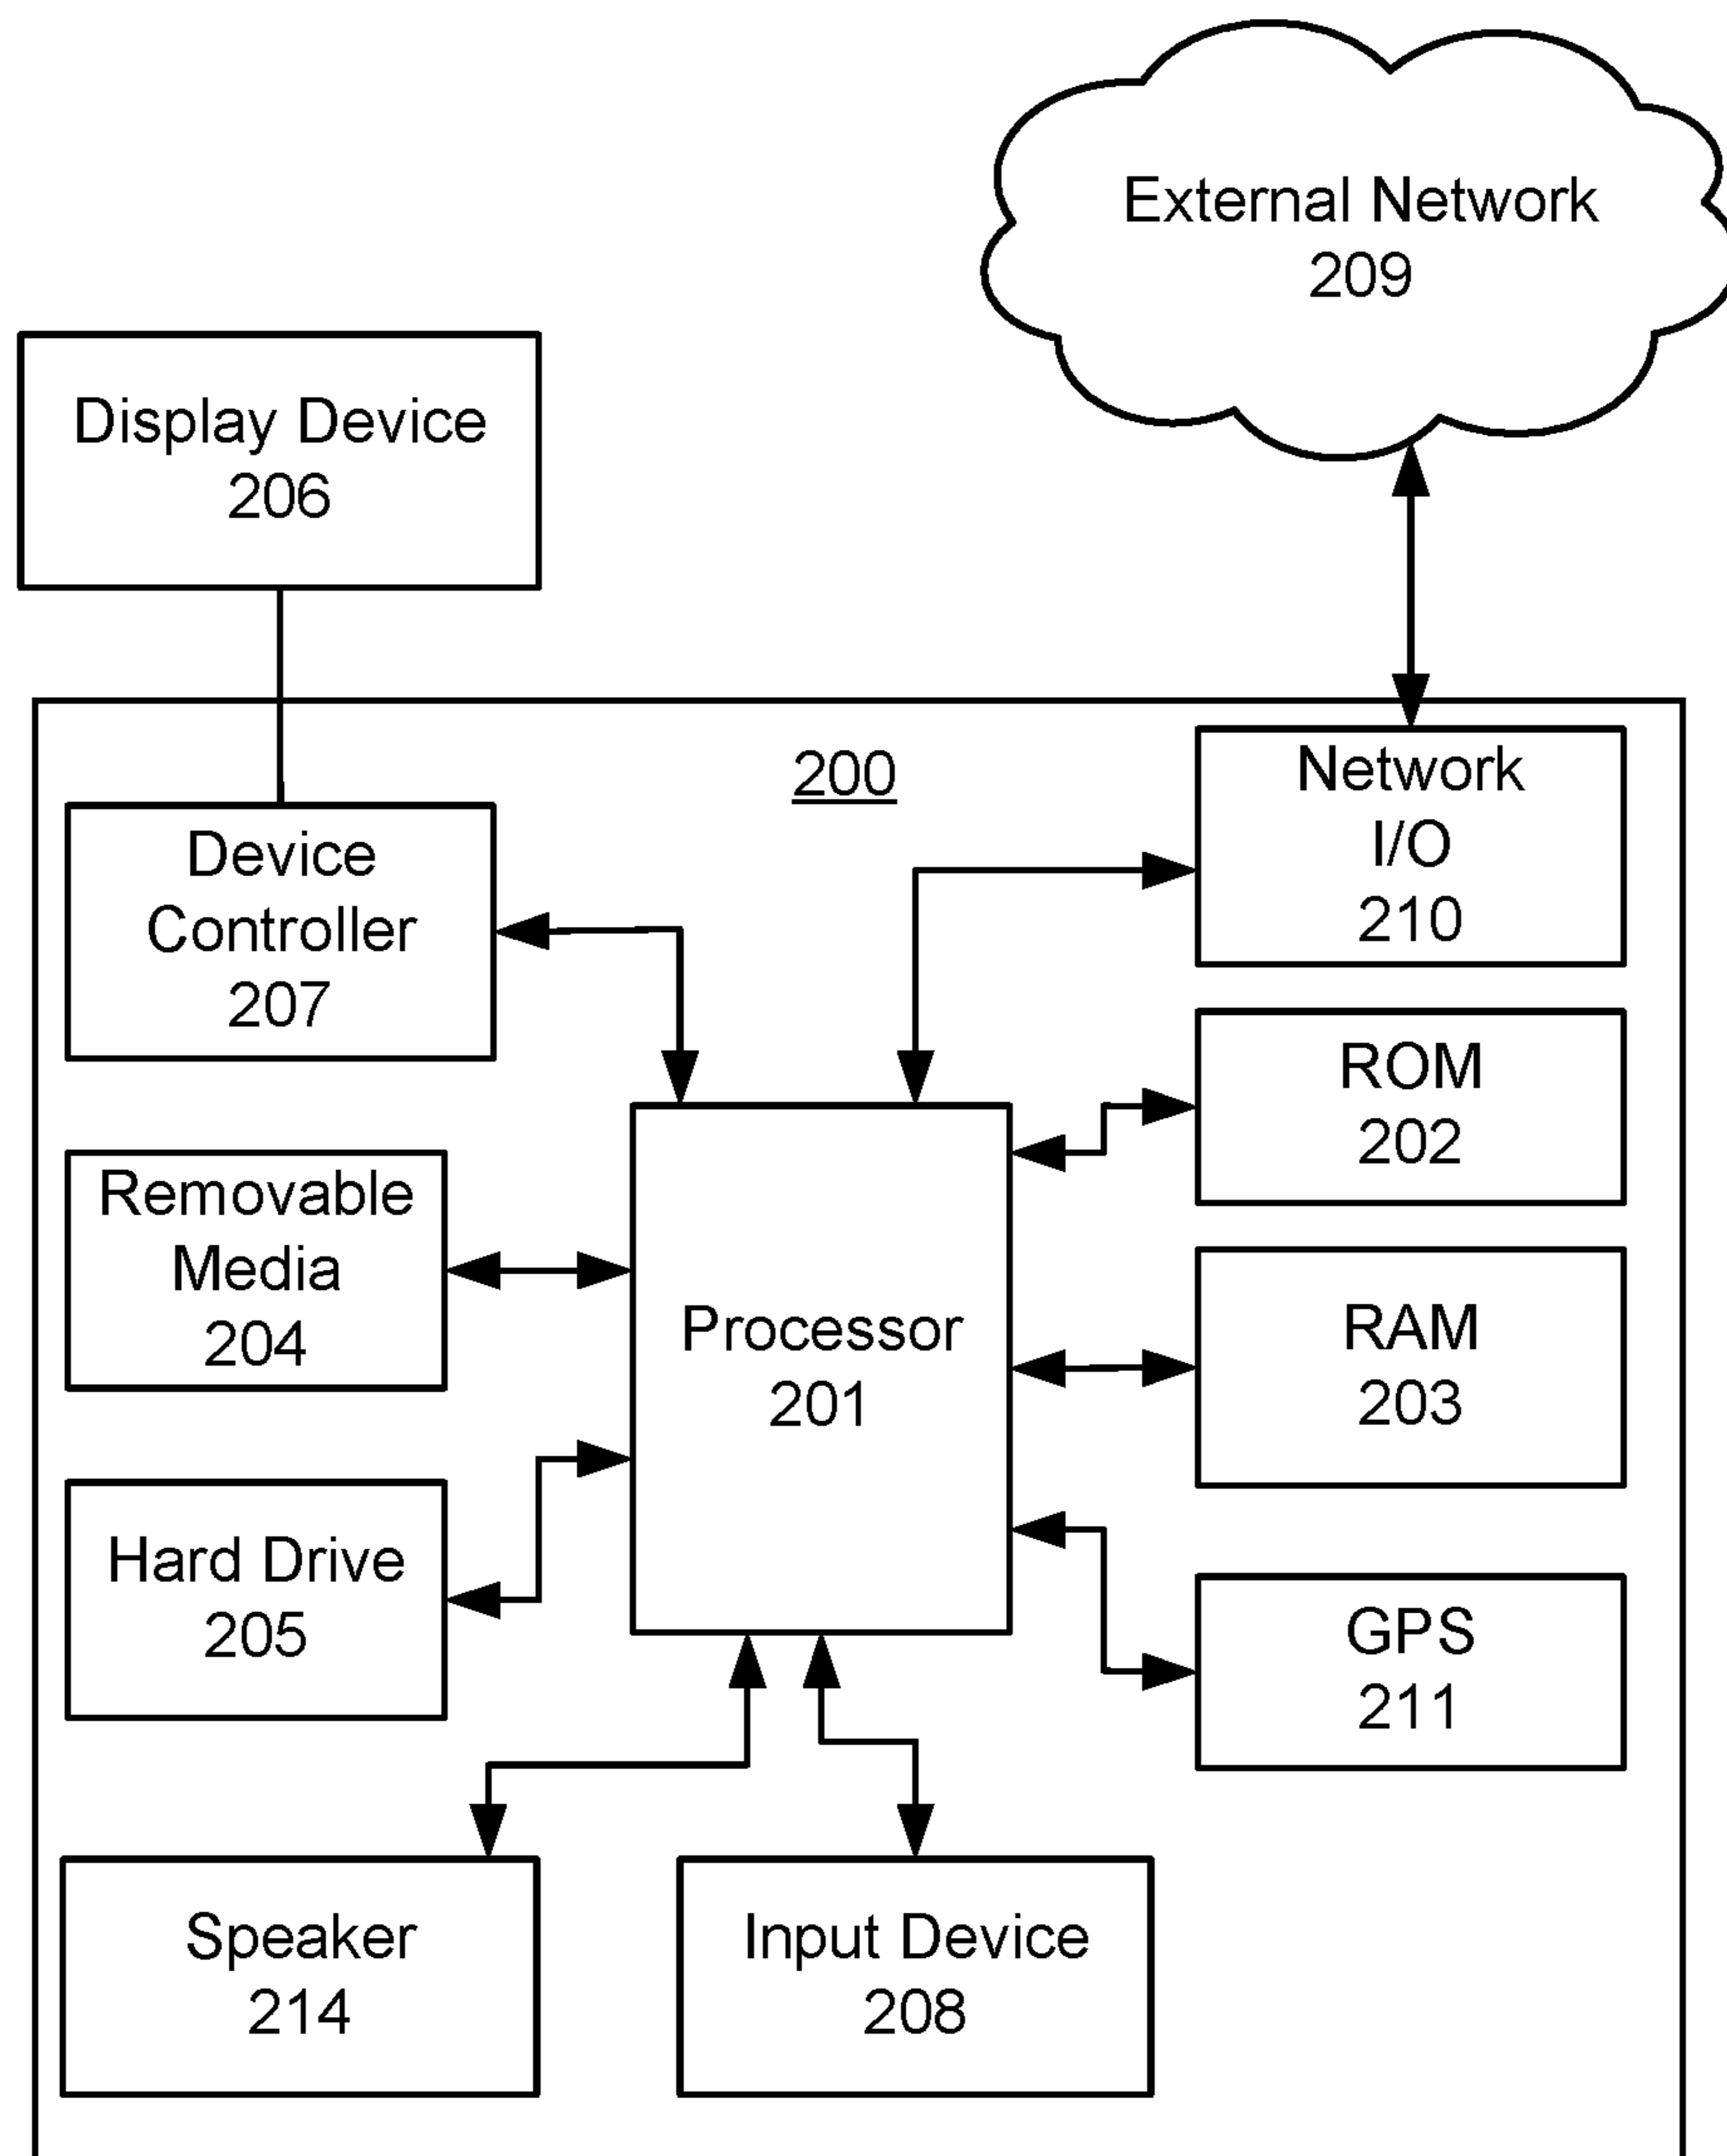 External Network
209
Display Device
206
200
Network
I/O
210
Device
Controller
207
ROM
202
Removable
Media
204
Processor
201
RAM
203
Hard Drive
205
GPS
211
Speaker
214
Input Device
208